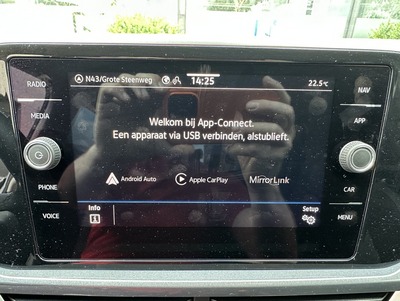 RADIO
MEDIA
PHONE
VOICE
N43/Grote Steenweg 14:25 22.5°C
Welkom bij App-Connect.
Een apparaat via USB verbinden, alstublieft.
Android Auto Apple CarPlay MirrorLink
Info Setup
NAV
APP
CAR
MENU